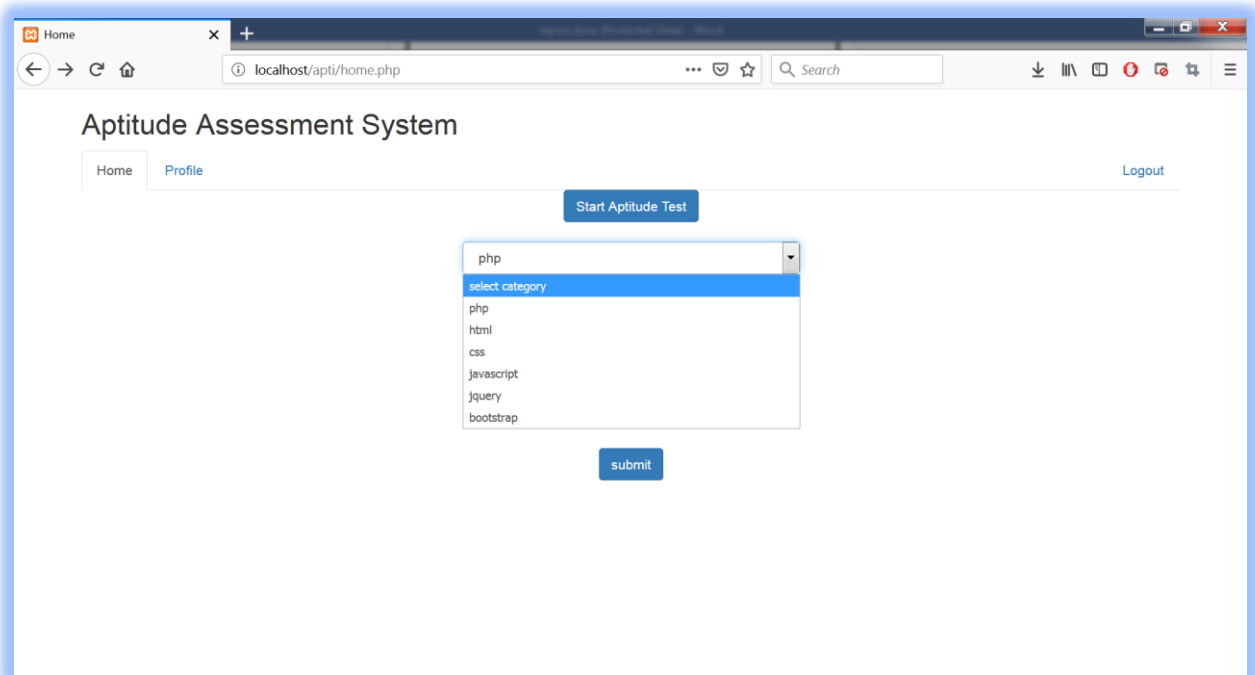 Home
localhost/apti/home.php
Search
Aptitude Assessment System
Home Profile Logout
Start Aptitude Test
php
select category
php
html
css
javascript
jquery
bootstrap
submit